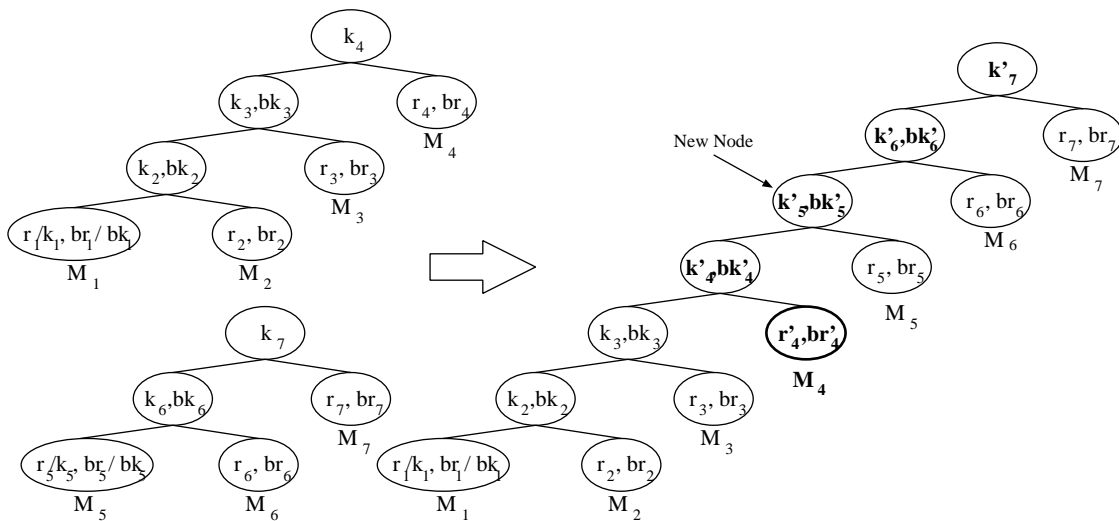 k₄
k₃,bk₃
r₄, br₄
M₄
k₂,bk₂
r₃, br₃
M₃
r₁/k₁, br₁/ bk₁
r₂, br₂
M₁
M₂
k₇
k₆,bk₆
r₇, br₇
M₇
r₅/k₅, br₅/ bk₅
r₆, br₆
M₅
M₆
k'₇
k'₆,bk'₆
r₇, br₇
M₇
New Node
k'₅,bk'₅
r₆, br₆
M₆
k'₄,bk'₄
r₅, br₅
M₅
k₃,bk₃
r'₄,br'₄
M₄
k₂,bk₂
r₃, br₃
M₃
r₁/k₁, br₁/ bk₁
r₂, br₂
M₁
M₂